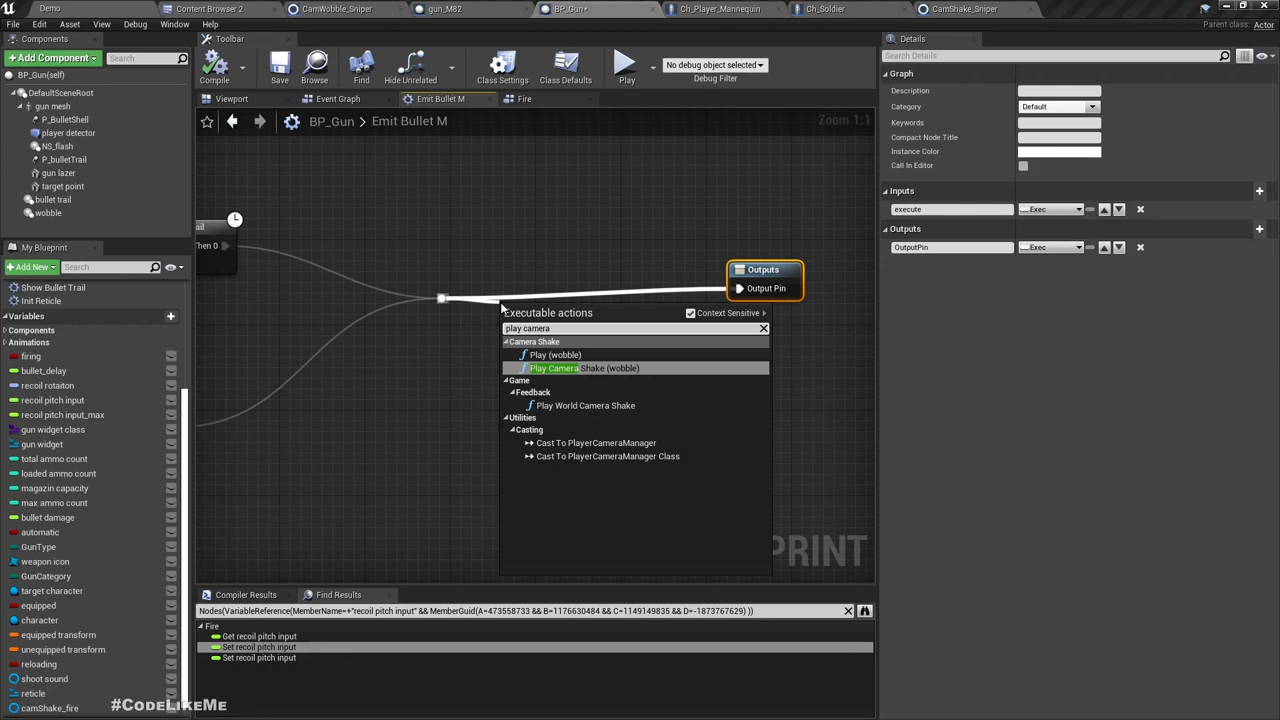 Demo
Content Browser 2
CamWobble_Sniper
gun_M82
BP_Gun*
Ch_Player_Mannequin
Ch_Soldier
CamShake_Sniper
File Edit Asset View Debug Window Help
Parent class: Actor
Components
+ Add Component
Search
BP_Gun(self)
DefaultSceneRoot
gun mesh
P_BulletShell
player detector
NS_flash
P_bulletTrail
gun lazer
target point
bullet trail
wobble
My Blueprint
+ Add New
Search
Show Bullet Trail
Init Reticle
Variables
Components
Animations
firing
bullet_delay
recoil rotaiton
recoil pitch input
recoil pitch input_max
gun widget class
gun widget
total ammo count
loaded ammo count
magazin capacity
max ammo count
bullet damage
automatic
GunType
weapon icon
GunCategory
target character
equipped
character
equipped transform
unequipped transform
reloading
shoot sound
reticle
camShake_fire
Toolbar
Compile
Save
Browse
Find
Hide Unrelated
Class Settings
Class Defaults
Play
No debug object selected
Debug Filter
Viewport
Event Graph
Emit Bullet M
Fire
BP_Gun > Emit Bullet M
Zoom 1:1
ail
Then 0
Outputs
Output Pin
Executable actions
Context Sensitive
play camera
Camera Shake
Play (wobble)
Play Camera Shake (wobble)
Game
Feedback
Play World Camera Shake
Utilities
Casting
Cast To PlayerCameraManager
Cast To PlayerCameraManager Class
PRINT
Compiler Results
Find Results
Nodes(VariableReference(MemberName=+"recoil pitch input" && MemberGuid(A=473558733 && B=1176630484 && C=1149149835 && D=-1873767629) ))
Fire
Get recoil pitch input
Set recoil pitch input
Set recoil pitch input
Details
Search Details
Graph
Description
Category
Default
Keywords
Compact Node Title
Instance Color
Call In Editor
Inputs
execute
Exec
Outputs
OutputPin
Exec
#CodeLikeMe